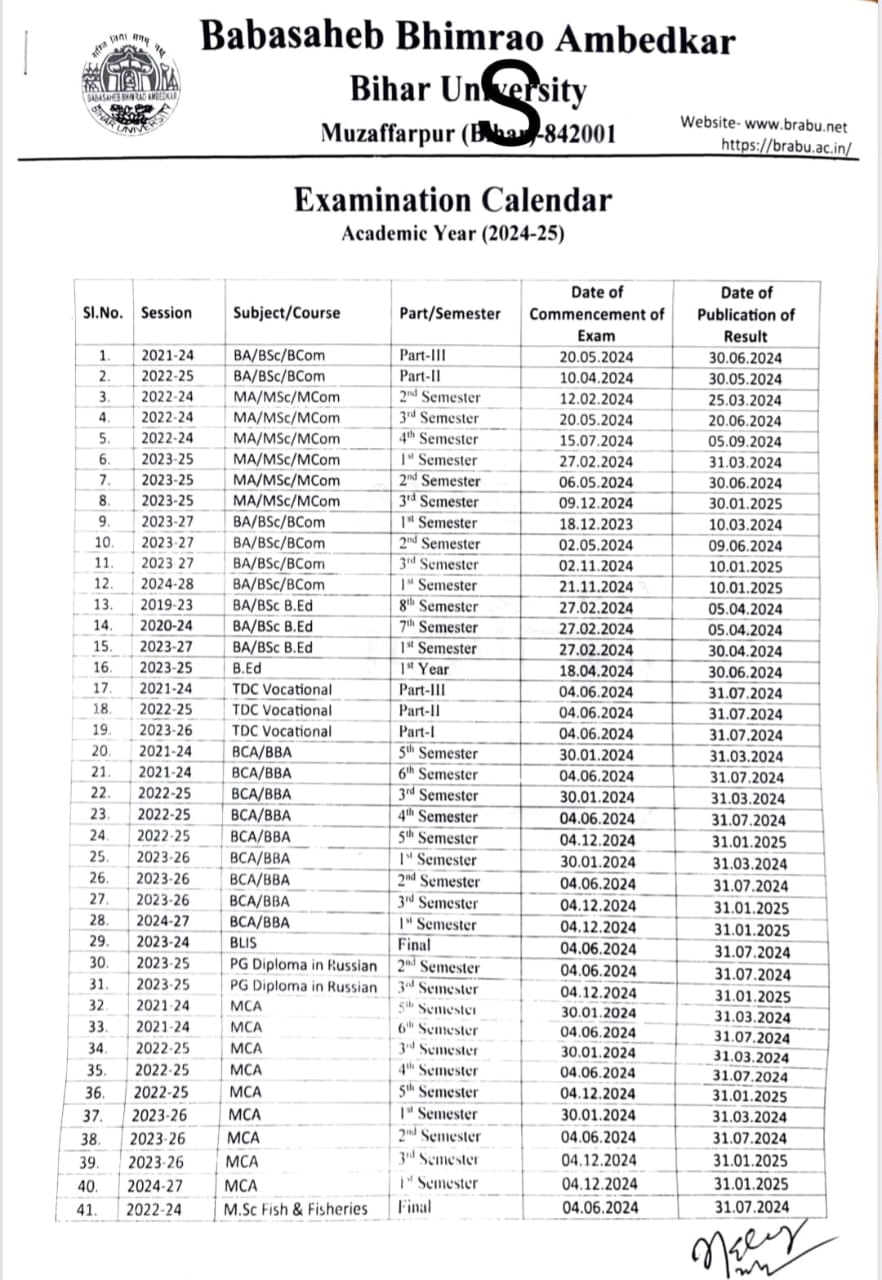 Babasaheb Bhimrao Ambedkar
Bihar University
Muzaffarpur (Bihar)-842001
S
Website- www.brabu.net
https://brabu.ac.in/
BABASAHEB BHIMRAO AMBEDKAR
BIHAR UNIVERSITY
Examination Calendar
Academic Year (2024-25)
Sl.No. Session Subject/Course Part/Semester Date of Commencement of Exam Date of Publication of Result
1. 2021-24 BA/BSc/BCom Part-III 20.05.2024 30.06.2024
2. 2022-25 BA/BSc/BCom Part-II 10.04.2024 30.05.2024
3. 2022-24 MA/MSc/MCom 2nd Semester 12.02.2024 25.03.2024
4. 2022-24 MA/MSc/MCom 3rd Semester 20.05.2024 20.06.2024
5. 2022-24 MA/MSc/MCom 4th Semester 15.07.2024 05.09.2024
6. 2023-25 MA/MSc/MCom 1st Semester 27.02.2024 31.03.2024
7. 2023-25 MA/MSc/MCom 2nd Semester 06.05.2024 30.06.2024
8. 2023-25 MA/MSc/MCom 3rd Semester 09.12.2024 30.01.2025
9. 2023-27 BA/BSc/BCom 1st Semester 18.12.2023 10.03.2024
10. 2023-27 BA/BSc/BCom 2nd Semester 02.05.2024 09.06.2024
11. 2023-27 BA/BSc/BCom 3rd Semester 02.11.2024 10.01.2025
12. 2024-28 BA/BSc/BCom 1st Semester 21.11.2024 10.01.2025
13. 2019-23 BA/BSc B.Ed 8th Semester 27.02.2024 05.04.2024
14. 2020-24 BA/BSc B.Ed 7th Semester 27.02.2024 05.04.2024
15. 2023-27 BA/BSc B.Ed 1st Semester 27.02.2024 30.04.2024
16. 2023-25 B.Ed 1st Year 18.04.2024 30.06.2024
17. 2021-24 TDC Vocational Part-III 04.06.2024 31.07.2024
18. 2022-25 TDC Vocational Part-II 04.06.2024 31.07.2024
19. 2023-26 TDC Vocational Part-I 04.06.2024 31.07.2024
20. 2021-24 BCA/BBA 5th Semester 30.01.2024 31.03.2024
21. 2021-24 BCA/BBA 6th Semester 04.06.2024 31.07.2024
22. 2022-25 BCA/BBA 3rd Semester 30.01.2024 31.03.2024
23. 2022-25 BCA/BBA 4th Semester 04.06.2024 31.07.2024
24. 2022-25 BCA/BBA 5th Semester 04.12.2024 31.01.2025
25. 2023-26 BCA/BBA 1st Semester 30.01.2024 31.03.2024
26. 2023-26 BCA/BBA 2nd Semester 04.06.2024 31.07.2024
27. 2023-26 BCA/BBA 3rd Semester 04.12.2024 31.01.2025
28. 2024-27 BCA/BBA 1st Semester 04.12.2024 31.01.2025
29. 2023-24 BLIS Final 04.06.2024 31.07.2024
30. 2023-25 PG Diploma in Russian 2nd Semester 04.06.2024 31.07.2024
31. 2023-25 PG Diploma in Russian 3rd Semester 04.12.2024 31.01.2025
32. 2021-24 MCA 5th Semester 30.01.2024 31.03.2024
33. 2021-24 MCA 6th Semester 04.06.2024 31.07.2024
34. 2022-25 MCA 3rd Semester 30.01.2024 31.03.2024
35. 2022-25 MCA 4th Semester 04.06.2024 31.07.2024
36. 2022-25 MCA 5th Semester 04.12.2024 31.01.2025
37. 2023-26 MCA 1st Semester 30.01.2024 31.03.2024
38. 2023-26 MCA 2nd Semester 04.06.2024 31.07.2024
39. 2023-26 MCA 3rd Semester 04.12.2024 31.01.2025
40. 2024-27 MCA 1st Semester 04.12.2024 31.01.2025
41. 2022-24 M.Sc Fish & Fisheries Final 04.06.2024 31.07.2024